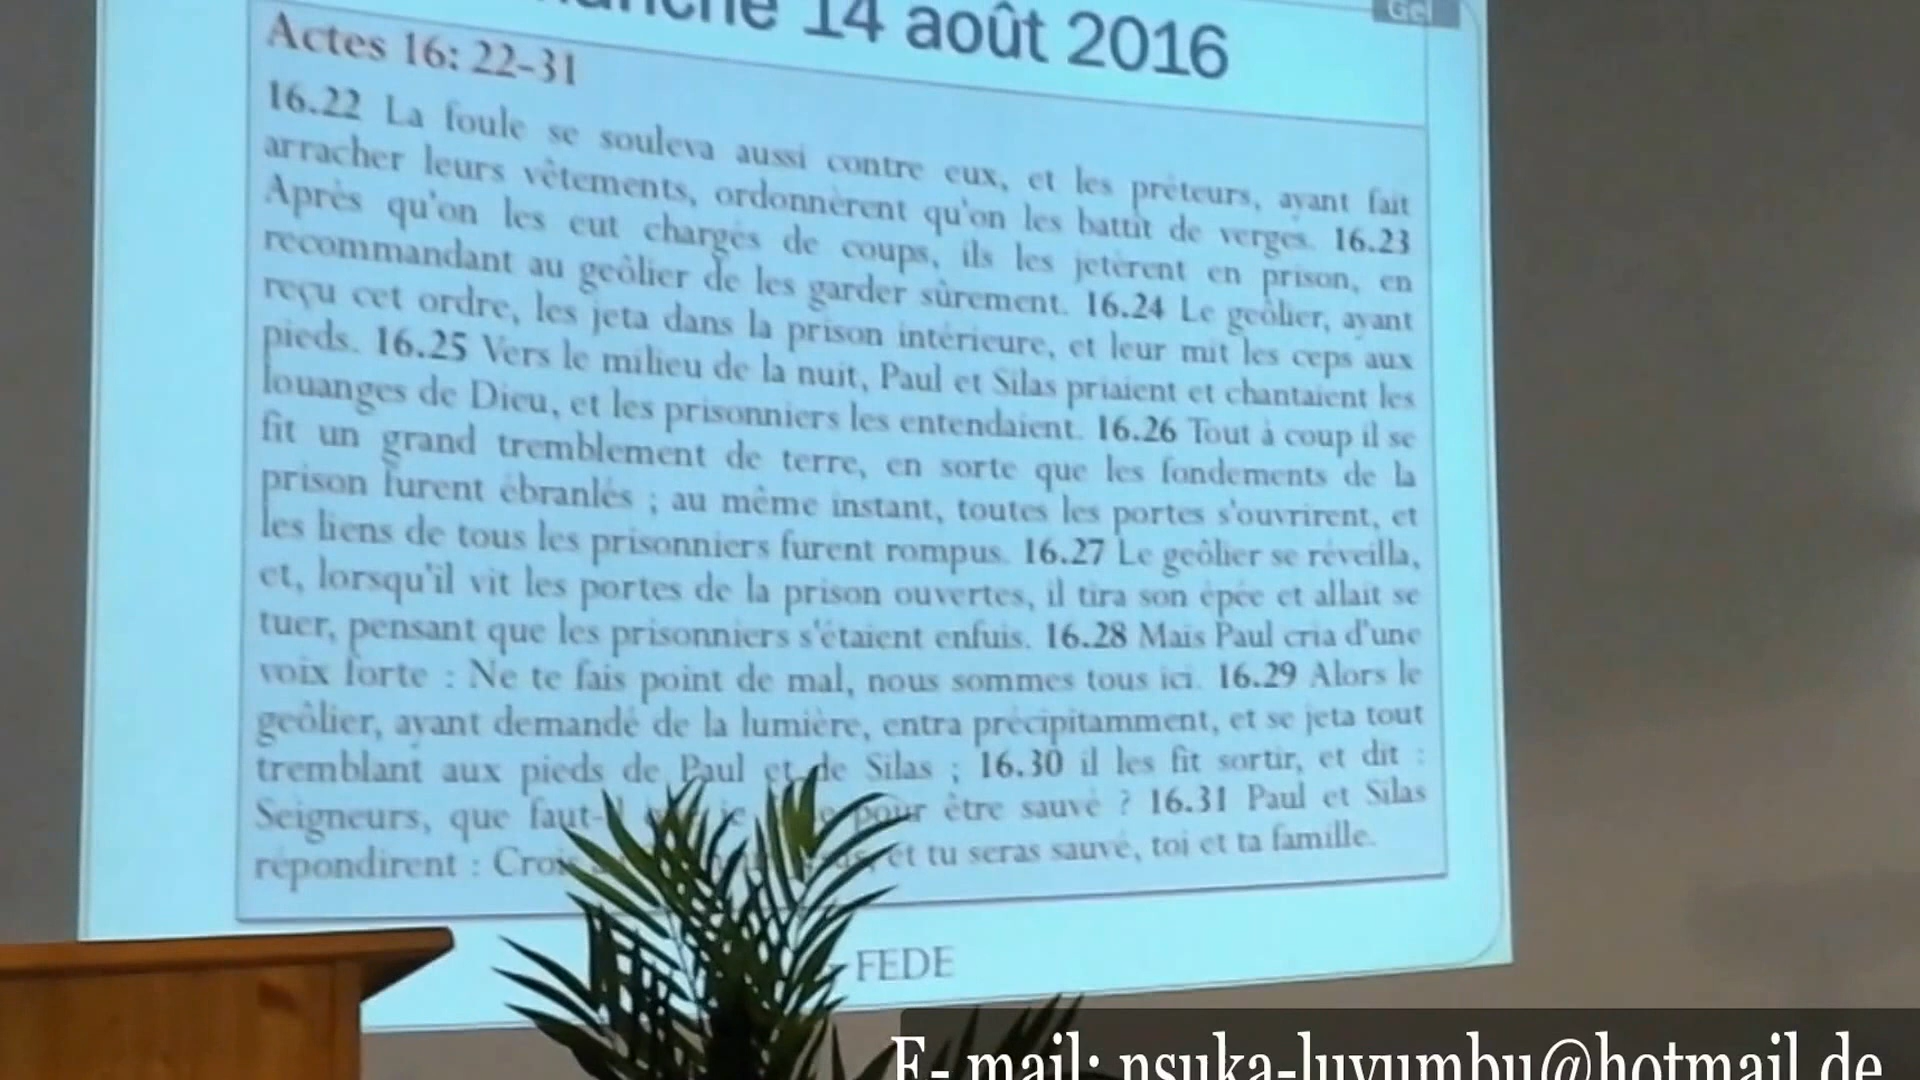 14 août 2016
Actes 16: 22-31
16.22 La foule se souleva aussi contre eux, et les préteurs, ayant fait
arracher leurs vêtements, ordonnèrent qu'on les battît de verges. 16.23
Après qu'on les eut chargés de coups, ils les jetèrent en prison, en
recommandant au geôlier de les garder sûrement. 16.24 Le geôlier, ayant
reçu cet ordre, les jeta dans la prison intérieure, et leur mit les ceps aux
pieds. 16.25 Vers le milieu de la nuit, Paul et Silas priaient et chantaient les
louanges de Dieu, et les prisonniers les entendaient. 16.26 Tout à coup il se
fit un grand tremblement de terre, en sorte que les fondements de la
prison furent ébranlés ; au même instant, toutes les portes s'ouvrirent, et
les liens de tous les prisonniers furent rompus. 16.27 Le geôlier se réveilla,
et, lorsqu'il vit les portes de la prison ouvertes, il tira son épée et allait se
tuer, pensant que les prisonniers s'étaient enfuis. 16.28 Mais Paul cria d'une
voix forte : Ne te fais point de mal, nous sommes tous ici. 16.29 Alors le
geôlier, ayant demandé de la lumière, entra précipitamment, et se jeta tout
tremblant aux pieds de Paul et de Silas ; 16.30 il les fit sortir, et dit :
Seigneurs, que faut- je pour être sauvé ? 16.31 Paul et Silas
répondirent : Crois et tu seras sauvé, toi et ta famille.
FEDE
E- mail: nsuka-luvumbu@hotmail.de